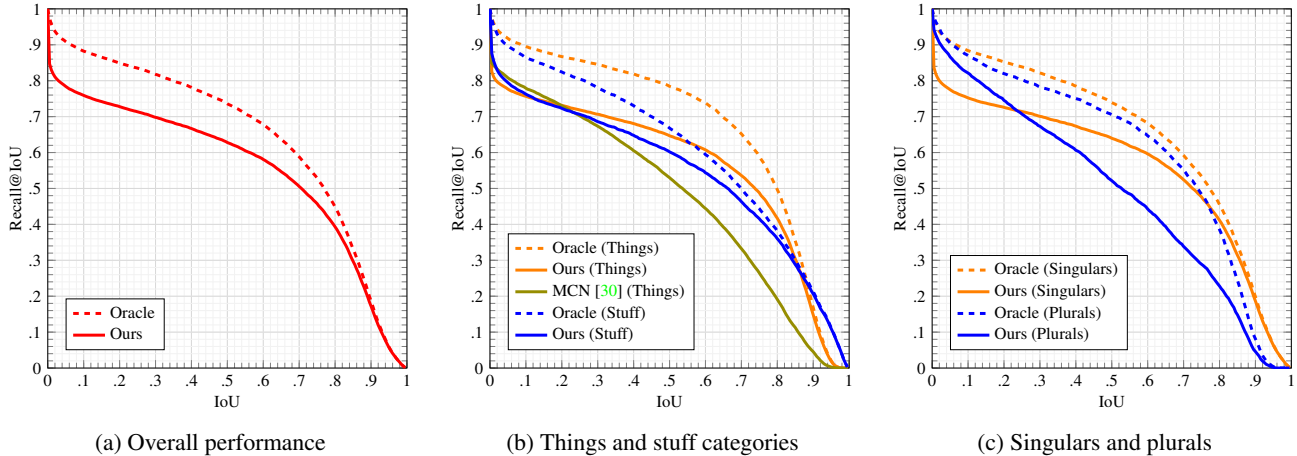 1
.9
.8
.7
.6
.5
.4
.3
.2
.1
0
Recall@IoU
0 .1 .2 .3 .4 .5 .6 .7 .8 .9 1
IoU
Oracle
Ours
(a) Overall performance
1
.9
.8
.7
.6
.5
.4
.3
.2
.1
0
Recall@IoU
0 .1 .2 .3 .4 .5 .6 .7 .8 .9 1
IoU
Oracle (Things)
Ours (Things)
MCN [30] (Things)
Oracle (Stuff)
Ours (Stuff)
(b) Things and stuff categories
1
.9
.8
.7
.6
.5
.4
.3
.2
.1
0
Recall@IoU
0 .1 .2 .3 .4 .5 .6 .7 .8 .9 1
IoU
Oracle (Singulars)
Ours (Singulars)
Oracle (Plurals)
Ours (Plurals)
(c) Singulars and plurals